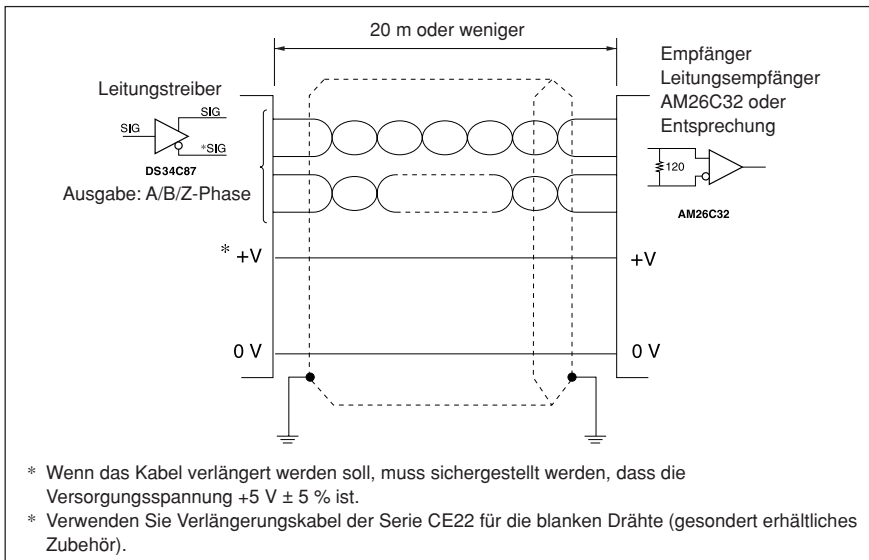 20 m oder weniger
Leitungstreiber
SIG
SIG
*SIG
DS34C87
Ausgabe: A/B/Z-Phase
Empfänger
Leitungsempfänger
AM26C32 oder
Entsprechung
120
AM26C32
* +V
+V
0 V
0 V
* Wenn das Kabel verlängert werden soll, muss sichergestellt werden, dass die
Versorgungsspannung +5 V ± 5 % ist.
* Verwenden Sie Verlängerungskabel der Serie CE22 für die blanken Drähte (gesondert erhältliches
Zubehör).